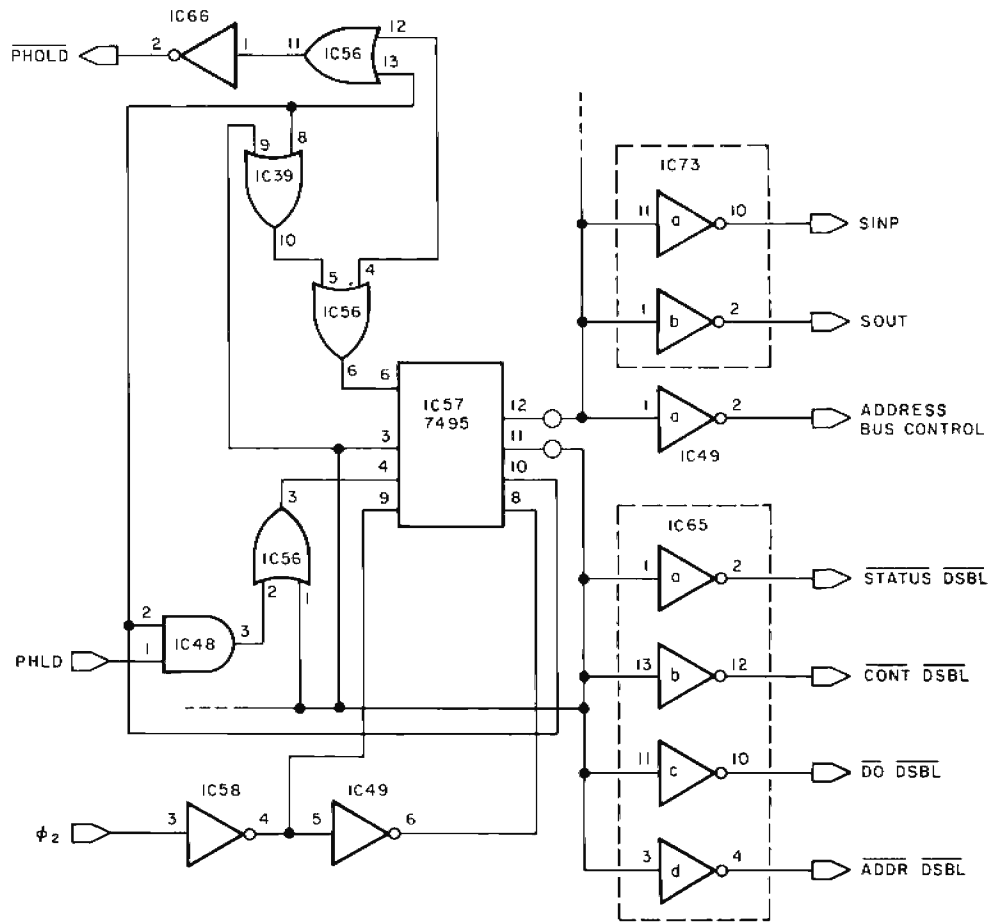 IC66
PHOLD
2
1
11
IC56
12
13
9
8
IC39
10
5
4
IC56
6
6
IC57
7495
12
3
11
4
10
9
8
3
IC56
2
1
2
IC48
3
PHLD
1
IC58
IC49
ϕ2
3
4
5
6
IC73
11
a
10
SINP
1
b
2
SOUT
1
a
2
ADDRESS
BUS CONTROL
IC49
IC65
1
a
2
STATUS DSBL
13
b
12
CONT DSBL
11
c
10
DO DSBL
3
d
4
ADDR DSBL